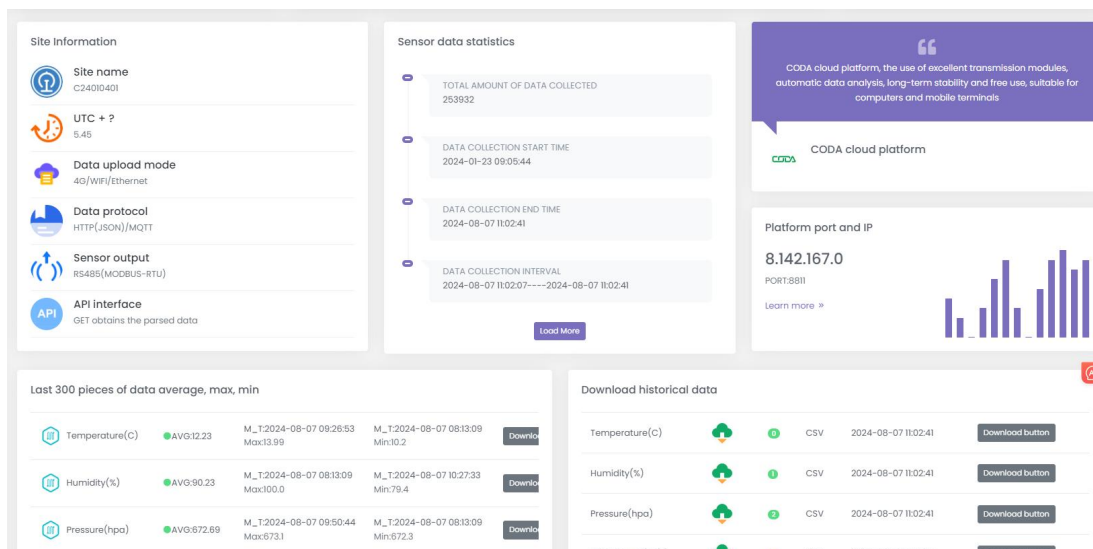 Site Information
Site name
C24010401
UTC + ?
5.45
Data upload mode
4G/WIFI/Ethernet
Data protocol
HTTP(JSON)/MQTT
Sensor output
RS485(MODBUS-RTU)
API
API interface
GET obtains the parsed data
Sensor data statistics
TOTAL AMOUNT OF DATA COLLECTED
253932
DATA COLLECTION START TIME
2024-01-23 09:05:44
DATA COLLECTION END TIME
2024-08-07 11:02:41
DATA COLLECTION INTERVAL
2024-08-07 11:02:07----2024-08-07 11:02:41
Load More
CODA cloud platform, the use of excellent transmission modules,
automatic data analysis, long-term stability and free use, suitable for
computers and mobile terminals
CODA
CODA cloud platform
Platform port and IP
8.142.167.0
PORT:8811
Learn more »
Last 300 pieces of data average, max, min
Temperature(C) AVG:12.23 M_T:2024-08-07 09:26:53 M_T:2024-08-07 08:13:09 Downlo
Max:13.99 Min:10.2
Humidity(%) AVG:90.23 M_T:2024-08-07 08:13:09 M_T:2024-08-07 10:27:33 Downlo
Max:100.0 Min:79.4
Pressure(hpa) AVG:672.69 M_T:2024-08-07 09:50:44 M_T:2024-08-07 08:13:09 Downlo
Max:673.1 Min:672.3
Download historical data
Temperature(C) 0 CSV 2024-08-07 11:02:41 Download button
Humidity(%) 1 CSV 2024-08-07 11:02:41 Download button
Pressure(hpa) 2 CSV 2024-08-07 11:02:41 Download button